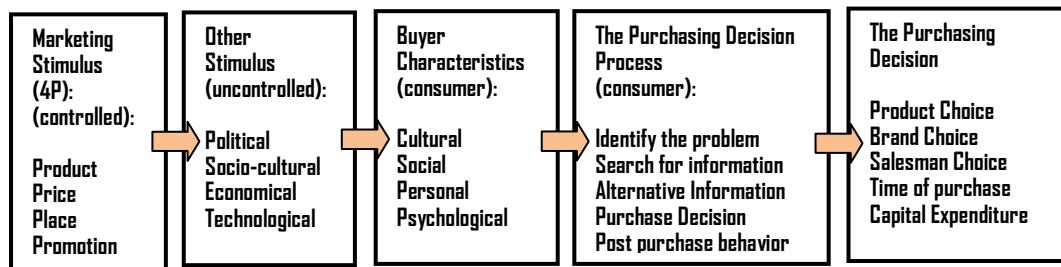 Marketing
Stimulus
(4P):
(controlled):
Product
Price
Place
Promotion
Other
Stimulus
(uncontrolled):
Political
Socio-cultural
Economical
Technological
Buyer
Characteristics
(consumer):
Cultural
Social
Personal
Psychological
The Purchasing Decision
Process
(consumer):
Identify the problem
Search for information
Alternative Information
Purchase Decision
Post purchase behavior
The Purchasing
Decision
Product Choice
Brand Choice
Salesman Choice
Time of purchase
Capital Expenditure